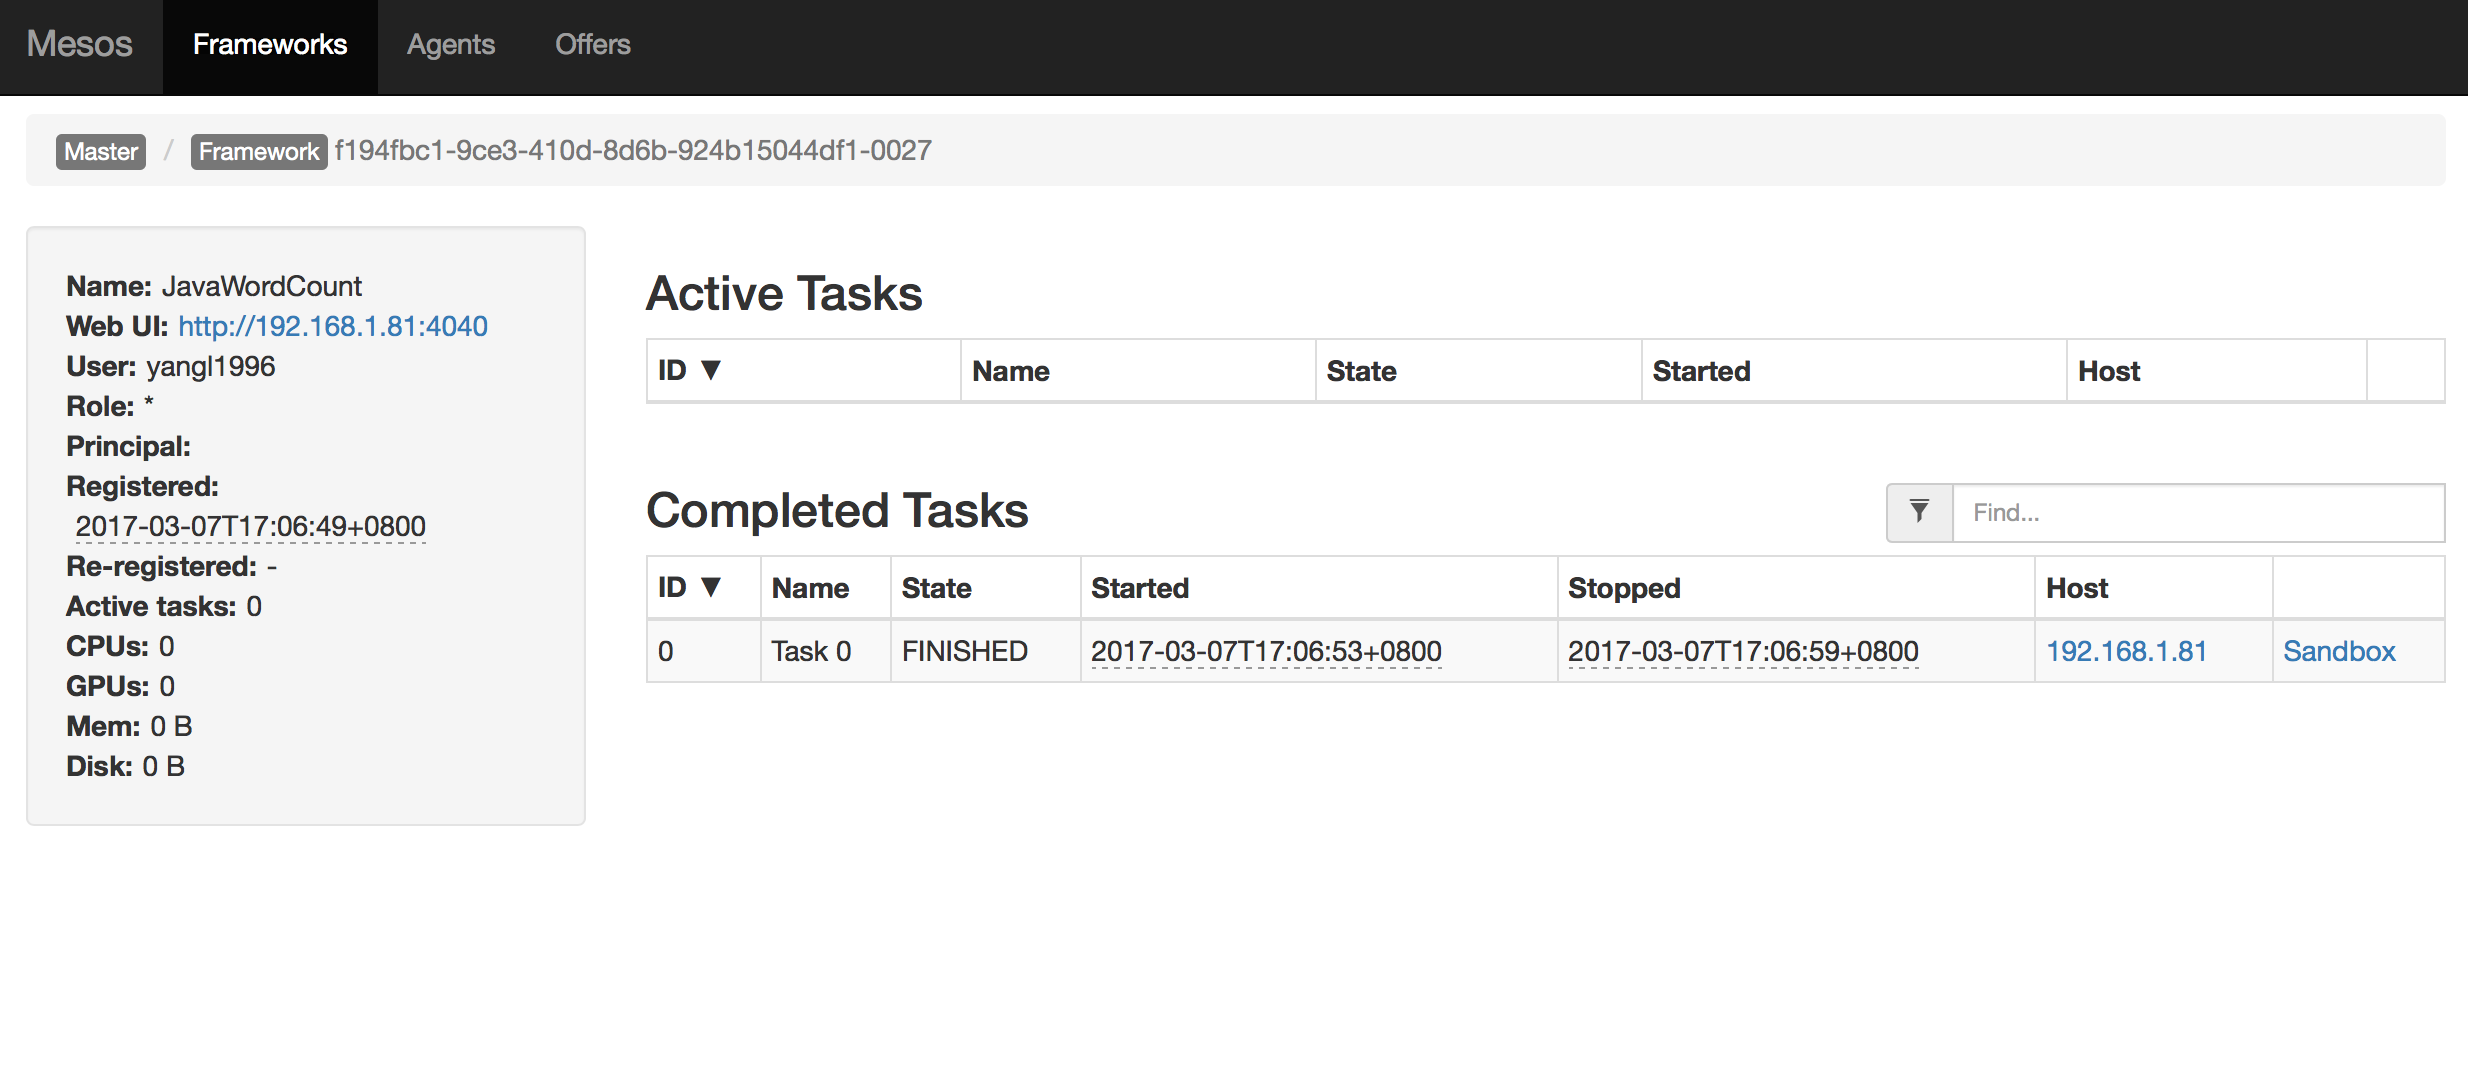 Mesos Frameworks Agents Offers
Master / Framework f194fbc1-9ce3-410d-8d6b-924b15044df1-0027
Name: JavaWordCount
Web UI: http://192.168.1.81:4040
User: yangl1996
Role: *
Principal:
Registered:
2017-03-07T17:06:49+0800
Re-registered: -
Active tasks: 0
CPUs: 0
GPUs: 0
Mem: 0 B
Disk: 0 B
Active Tasks
ID ▼ Name State Started Host
Completed Tasks
Find...
ID ▼ Name State Started Stopped Host
0 Task 0 FINISHED 2017-03-07T17:06:53+0800 2017-03-07T17:06:59+0800 192.168.1.81 Sandbox